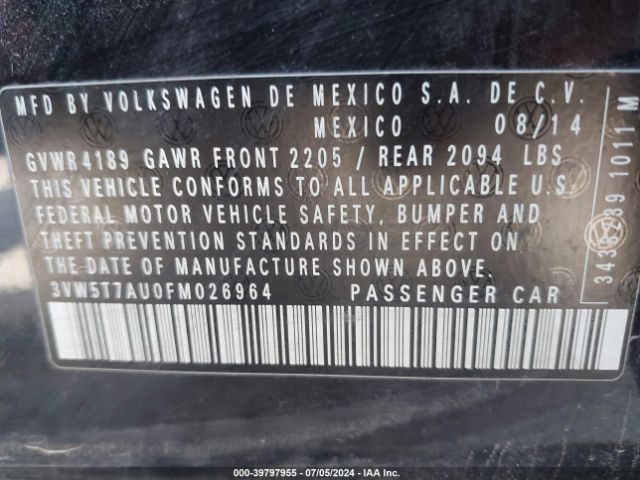 MFD BY VOLKSWAGEN DE MEXICO S.A. DE C.V.
MEXICO 08/14
GVWR 4189 GAWR FRONT 2205 / REAR 2094 LBS
THIS VEHICLE CONFORMS TO ALL APPLICABLE U.S.
FEDERAL MOTOR VEHICLE SAFETY, BUMPER AND
THEFT PREVENTION STANDARDS IN EFFECT ON
THE DATE OF MANUFACTURE SHOWN ABOVE.
3VW5T7AU0FM026964 PASSENGER CAR
3438239 1011 M
000-39797955 | 07/05/2024 | IAA Inc.